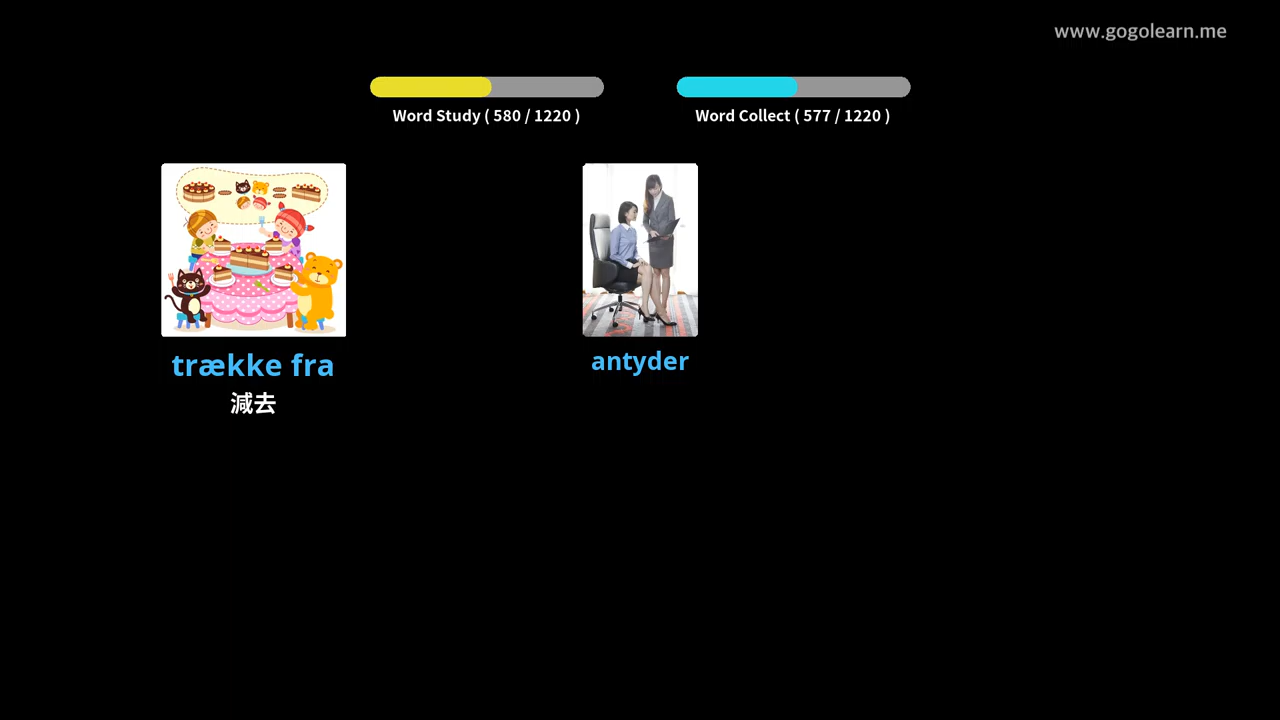 www.gogolearn.me
Word Study ( 580 / 1220 )
Word Collect ( 577 / 1220 )
trække fra
減去
antyder